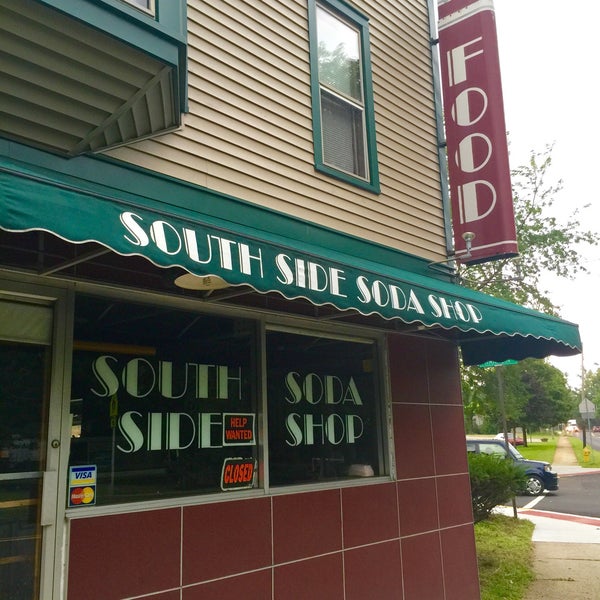 FOOD
SOUTH SIDE SODA SHOP
SOUTH
SIDE
SODA
SHOP
HELP
WANTED
CLOSED
VISA
MasterCard